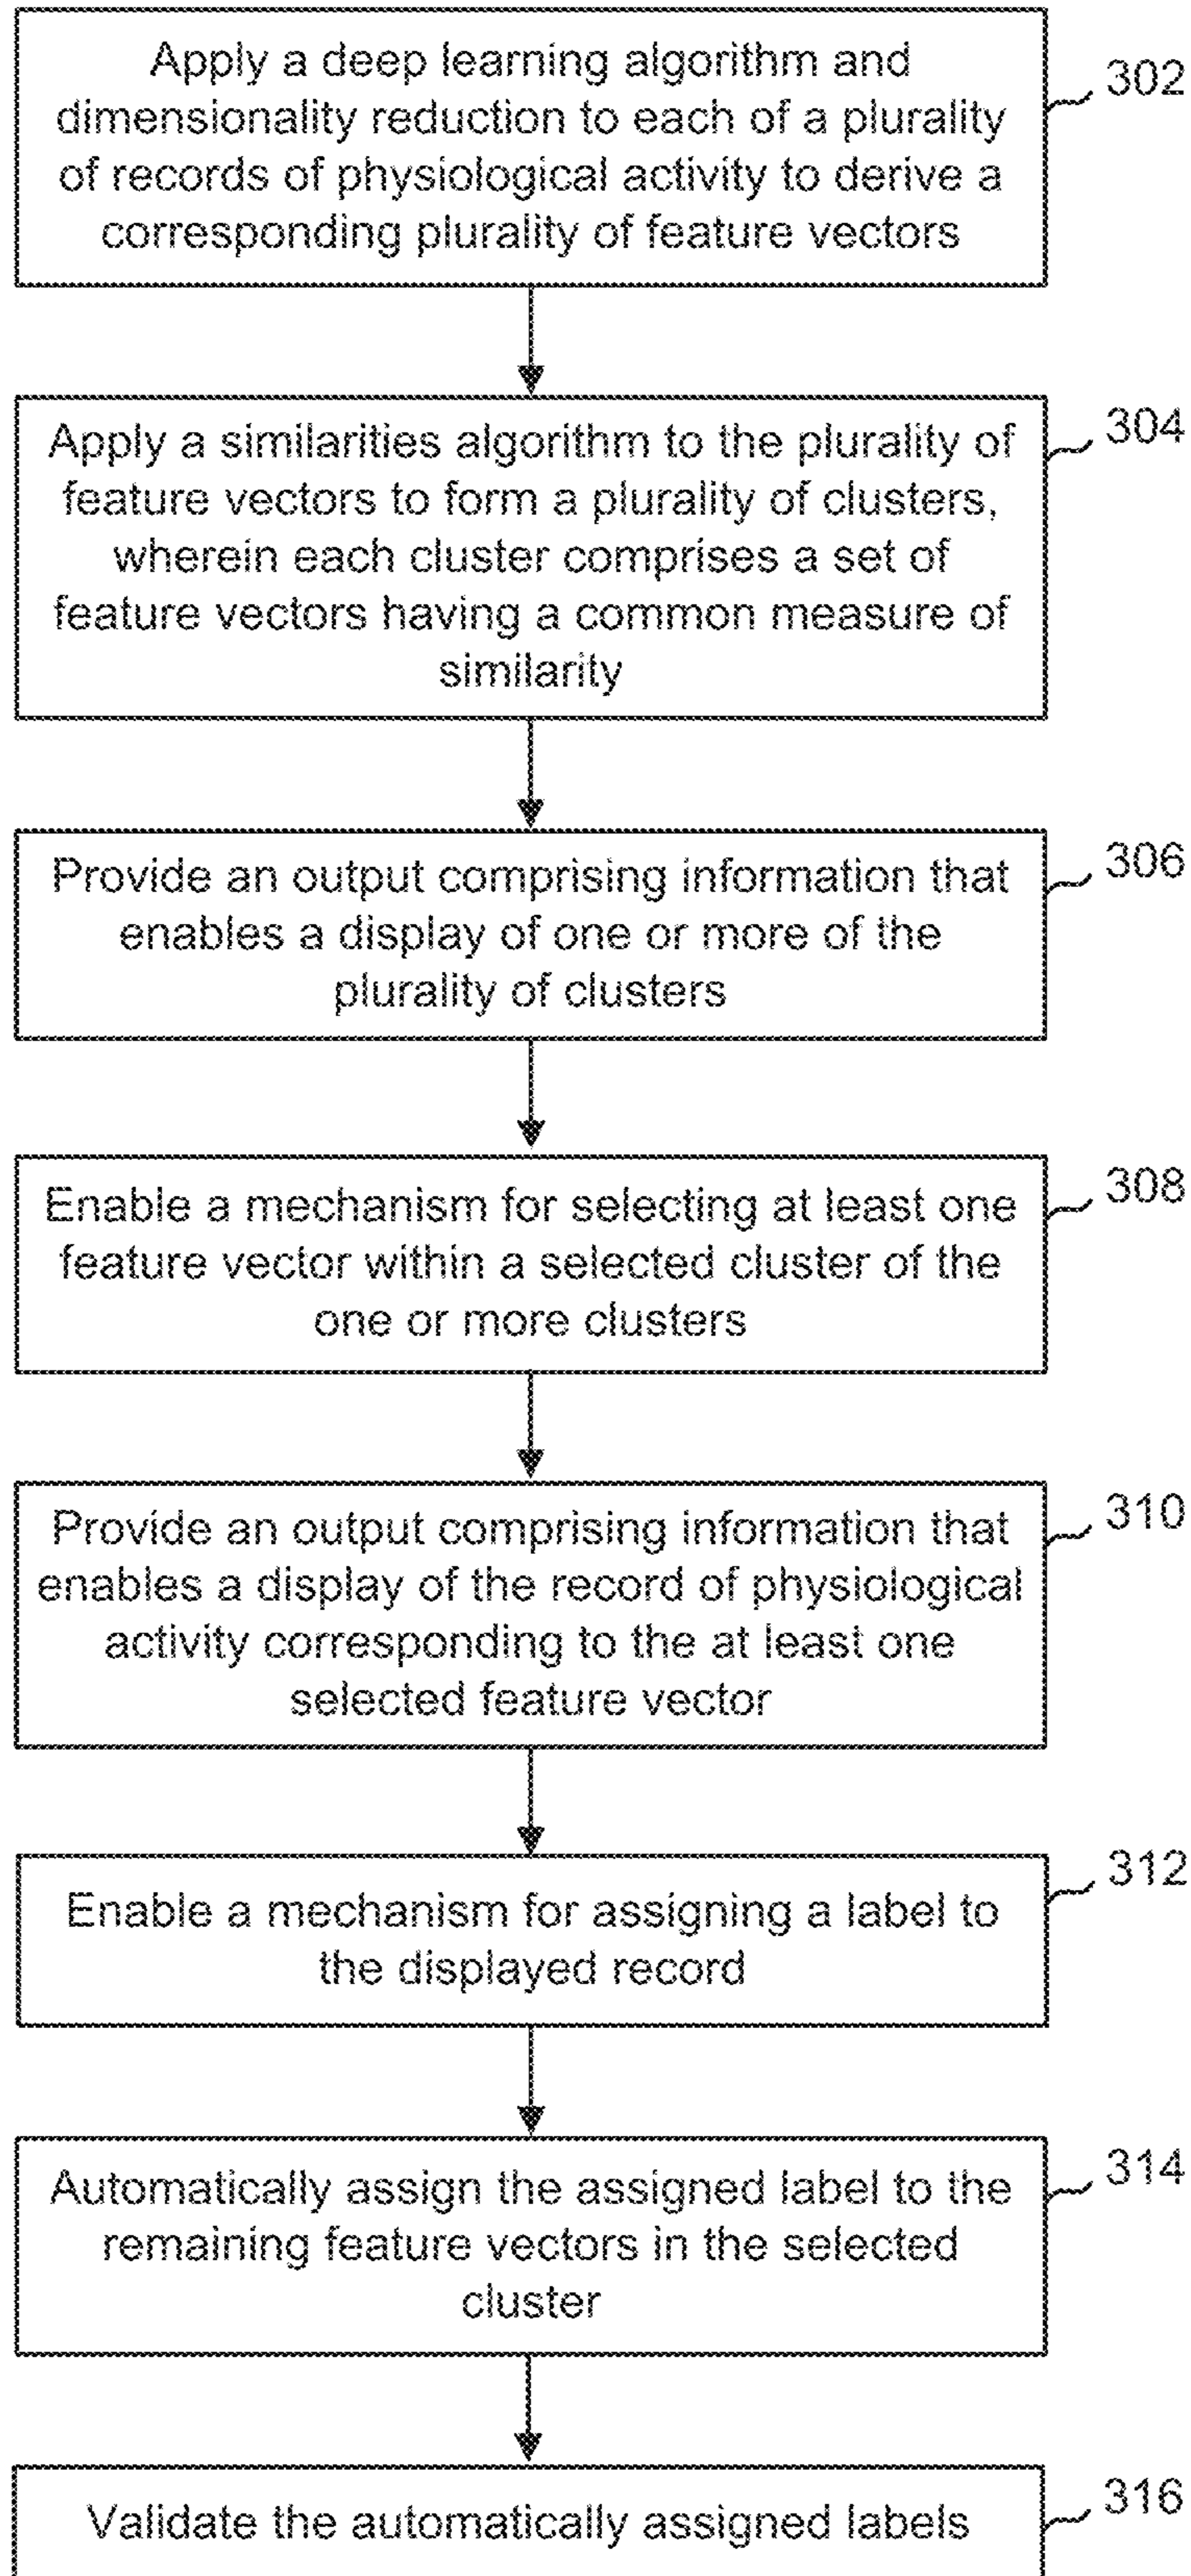 Apply a deep learning algorithm and
dimensionality reduction to each of a plurality
of records of physiological activity to derive a
corresponding plurality of feature vectors
302
Apply a similarities algorithm to the plurality of
feature vectors to form a plurality of clusters,
wherein each cluster comprises a set of
feature vectors having a common measure of
similarity
304
Provide an output comprising information that
enables a display of one or more of the
plurality of clusters
306
Enable a mechanism for selecting at least one
feature vector within a selected cluster of the
one or more clusters
308
Provide an output comprising information that
enables a display of the record of physiological
activity corresponding to the at least one
selected feature vector
310
Enable a mechanism for assigning a label to
the displayed record
312
Automatically assign the assigned label to the
remaining feature vectors in the selected
cluster
314
Validate the automatically assigned labels
316